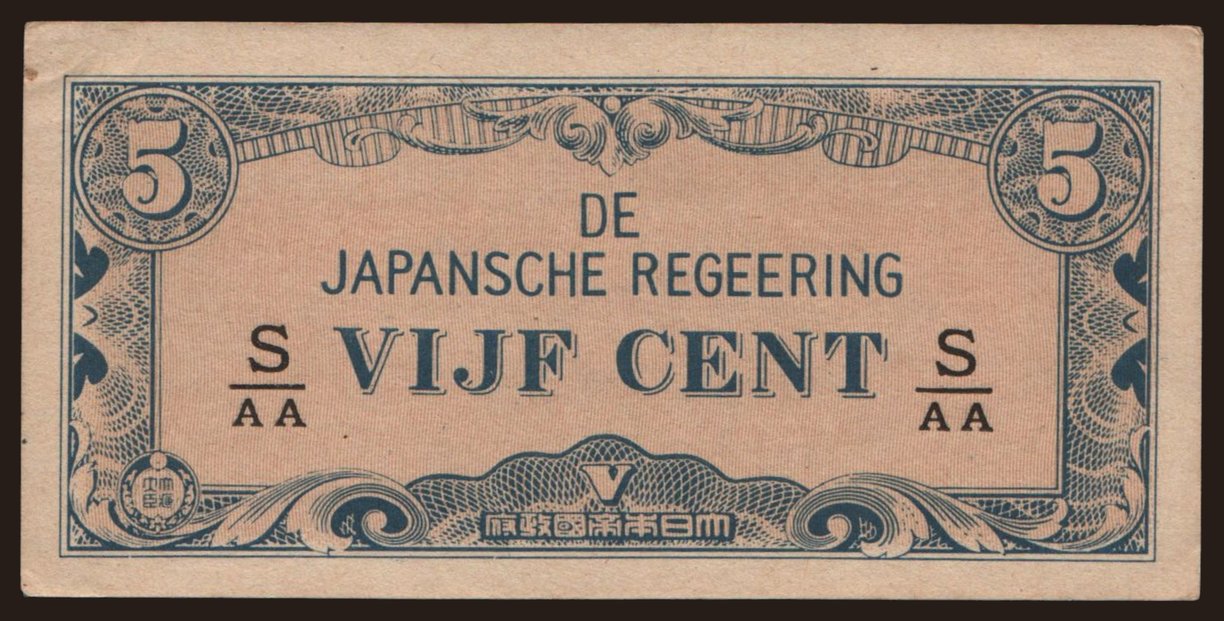 5 5
DE
JAPANSCHE REGEERING
VIJF CENT
S S
AA AA
V
府政國帝本日大